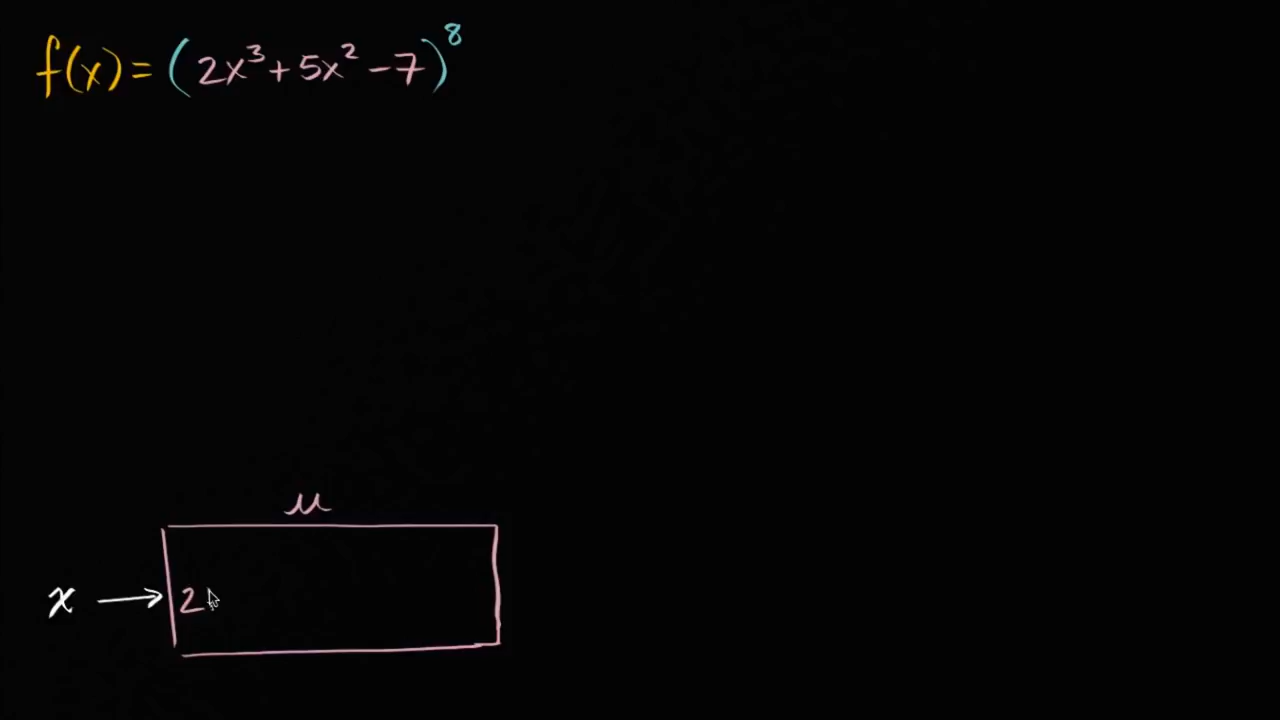 f(x) = (2x³ + 5x² - 7)⁸
u
x → 2